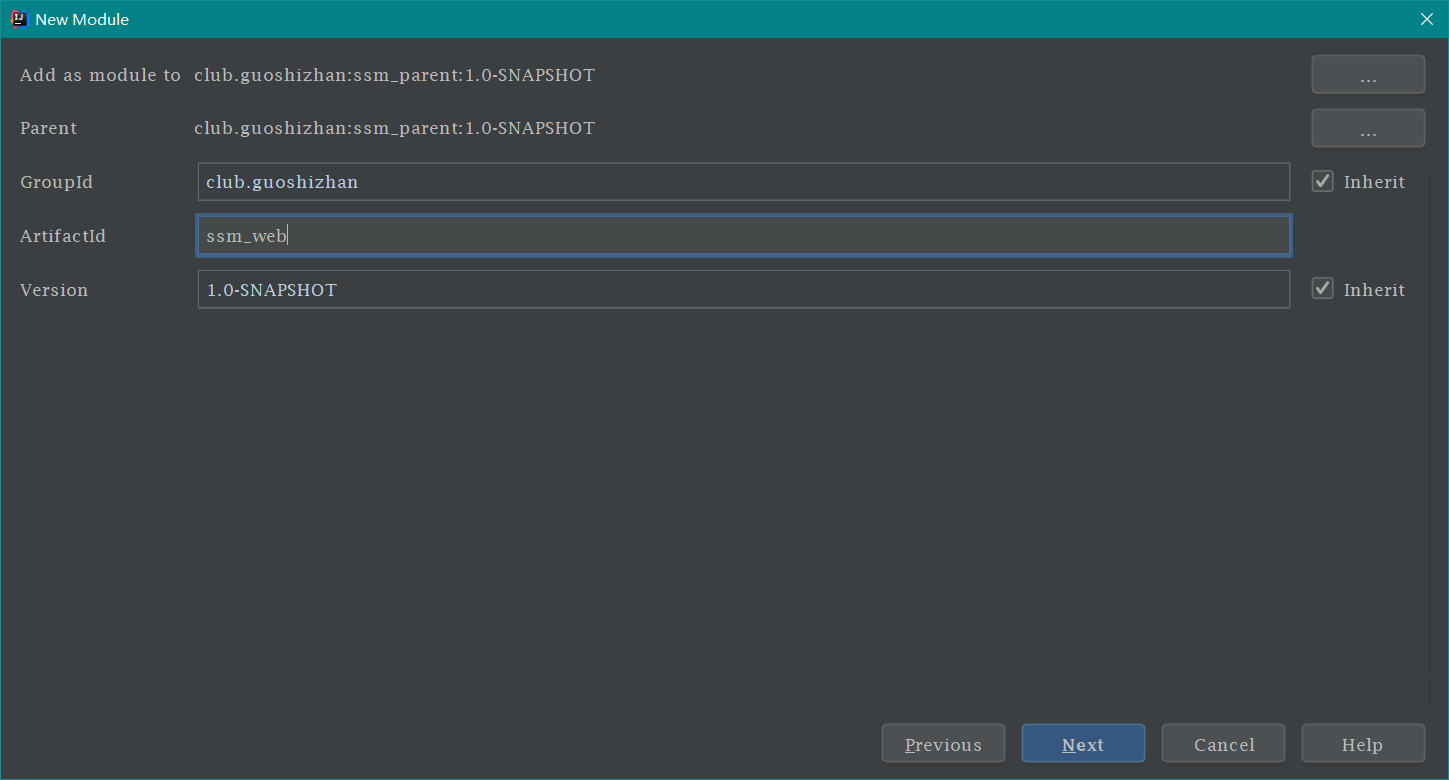 New Module
Add as module to club.guoshizhan:ssm_parent:1.0-SNAPSHOT ...
Parent club.guoshizhan:ssm_parent:1.0-SNAPSHOT ...
GroupId club.guoshizhan Inherit
ArtifactId ssm_web
Version 1.0-SNAPSHOT Inherit
Previous Next Cancel Help